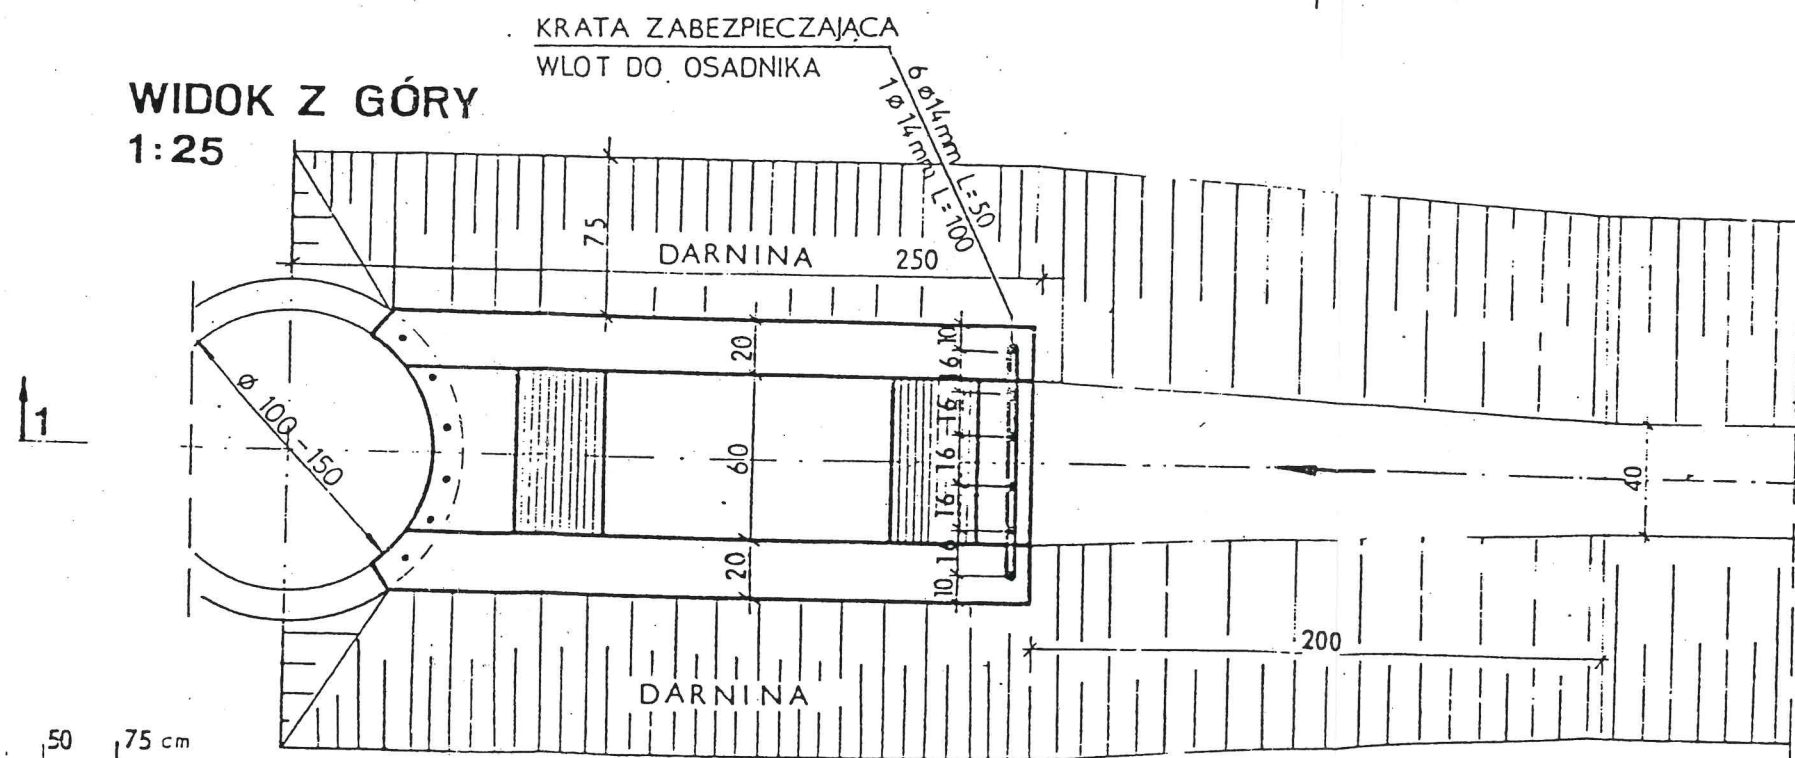 KRATA ZABEZPIECZAJĄCA
WLOT DO OSADNIKA
WIDOK Z GÓRY
1:25
6 ø14mm L=50
1 ø 14mm L=100
75
DARNINA
250
20
10
16
16
16
16
16
10
60
20
ø 100-150
1
40
200
DARNINA
50
75 cm